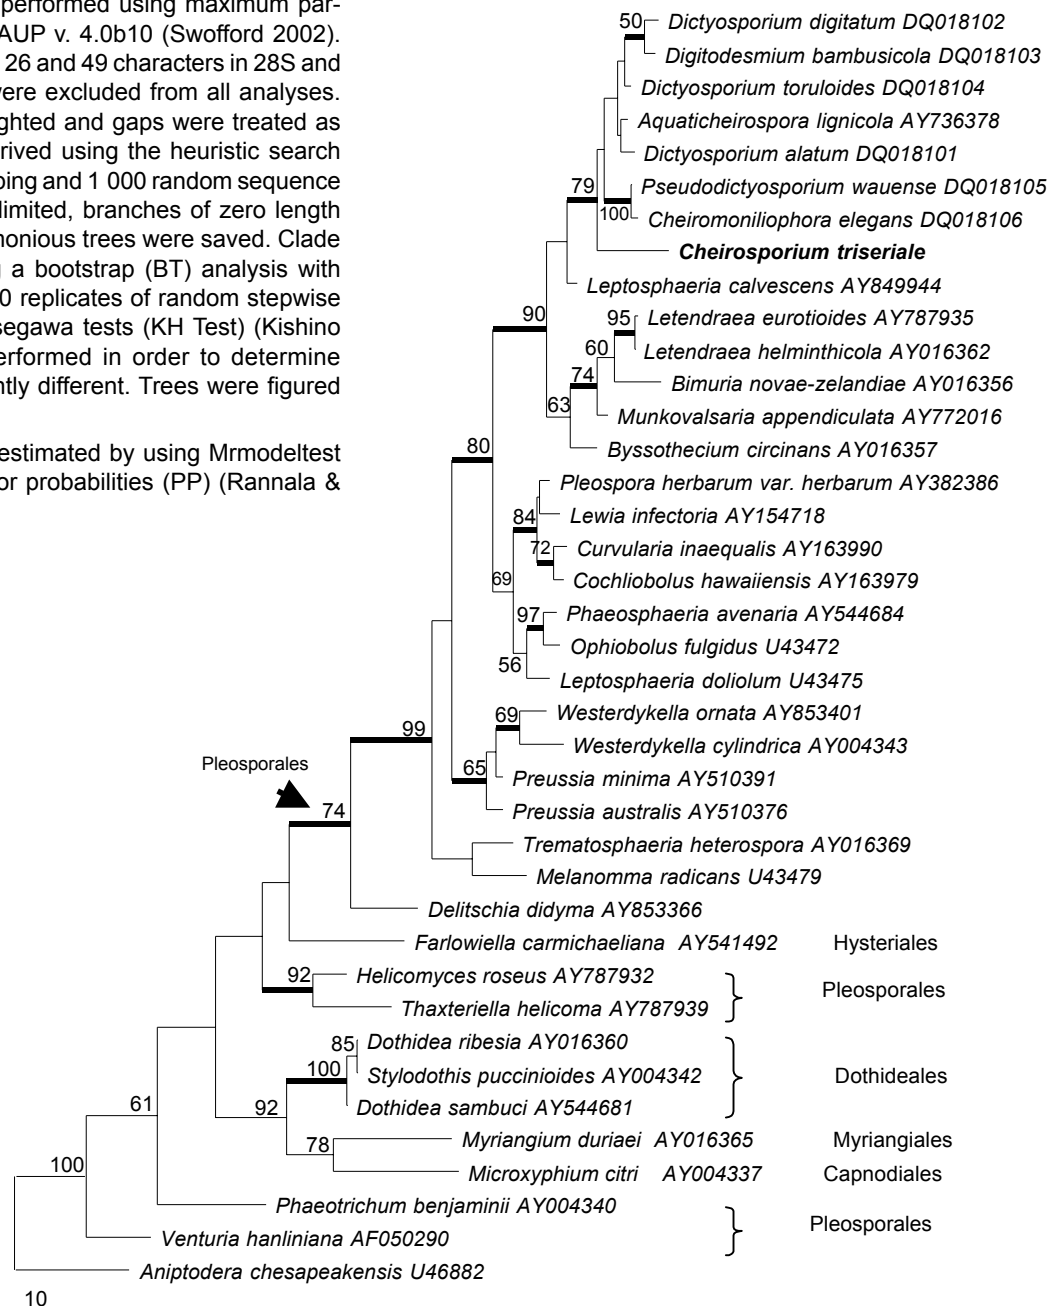 performed using maximum par-
AUP v. 4.0b10 (Swofford 2002).
26 and 49 characters in 28S and
were excluded from all analyses.
ghted and gaps were treated as
rived using the heuristic search
ping and 1 000 random sequence
limited, branches of zero length
nonious trees were saved. Clade
g a bootstrap (BT) analysis with
0 replicates of random stepwise
segawa tests (KH Test) (Kishino
erformed in order to determine
ntly different. Trees were figured
estimated by using Mrmodeltest
or probabilities (PP) (Rannala &
50
Dictyosporium digitatum DQ018102
Digitodesmium bambusicola DQ018103
Dictyosporium toruloides DQ018104
Aquaticheirospora lignicola AY736378
Dictyosporium alatum DQ018101
79
Pseudodictyosporium wauense DQ018105
100
Cheiromoniliophora elegans DQ018106
Cheirosporium triseriale
Leptosphaeria calvescens AY849944
90
95
Letendraea eurotioides AY787935
60
Letendraea helminthicola AY016362
74
Bimuria novae-zelandiae AY016356
63
Munkovalsaria appendiculata AY772016
80
Byssothecium circinans AY016357
Pleospora herbarum var. herbarum AY382386
84
Lewia infectoria AY154718
72
Curvularia inaequalis AY163990
69
Cochliobolus hawaiiensis AY163979
97
Phaeosphaeria avenaria AY544684
Ophiobolus fulgidus U43472
56
Leptosphaeria doliolum U43475
69
Westerdykella ornata AY853401
99
Westerdykella cylindrica AY004343
65
Preussia minima AY510391
Pleosporales
74
Preussia australis AY510376
Trematosphaeria heterospora AY016369
Melanomma radicans U43479
Delitschia didyma AY853366
Farlowiella carmichaeliana AY541492 Hysteriales
92
Helicomyces roseus AY787932
Pleosporales
Thaxteriella helicoma AY787939
85
Dothidea ribesia AY016360
100
Stylodothis puccinioides AY004342 Dothideales
61
92
Dothidea sambuci AY544681
78
Myriangium duriaei AY016365 Myriangiales
100
Microxyphium citri AY004337 Capnodiales
Phaeotrichum benjaminii AY004340
Pleosporales
Venturia hanliniana AF050290
Aniptodera chesapeakensis U46882
10